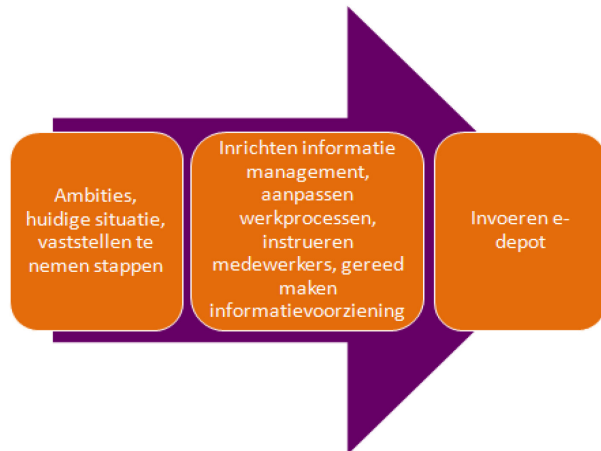 Ambities,
huidige situatie,
vaststellen te
nemen stappen
Inrichten informatie
management,
aanpassen
werkprocessen,
instrueren
medewerkers, gereed
maken
informatievoorziening
Invoeren e-
depot